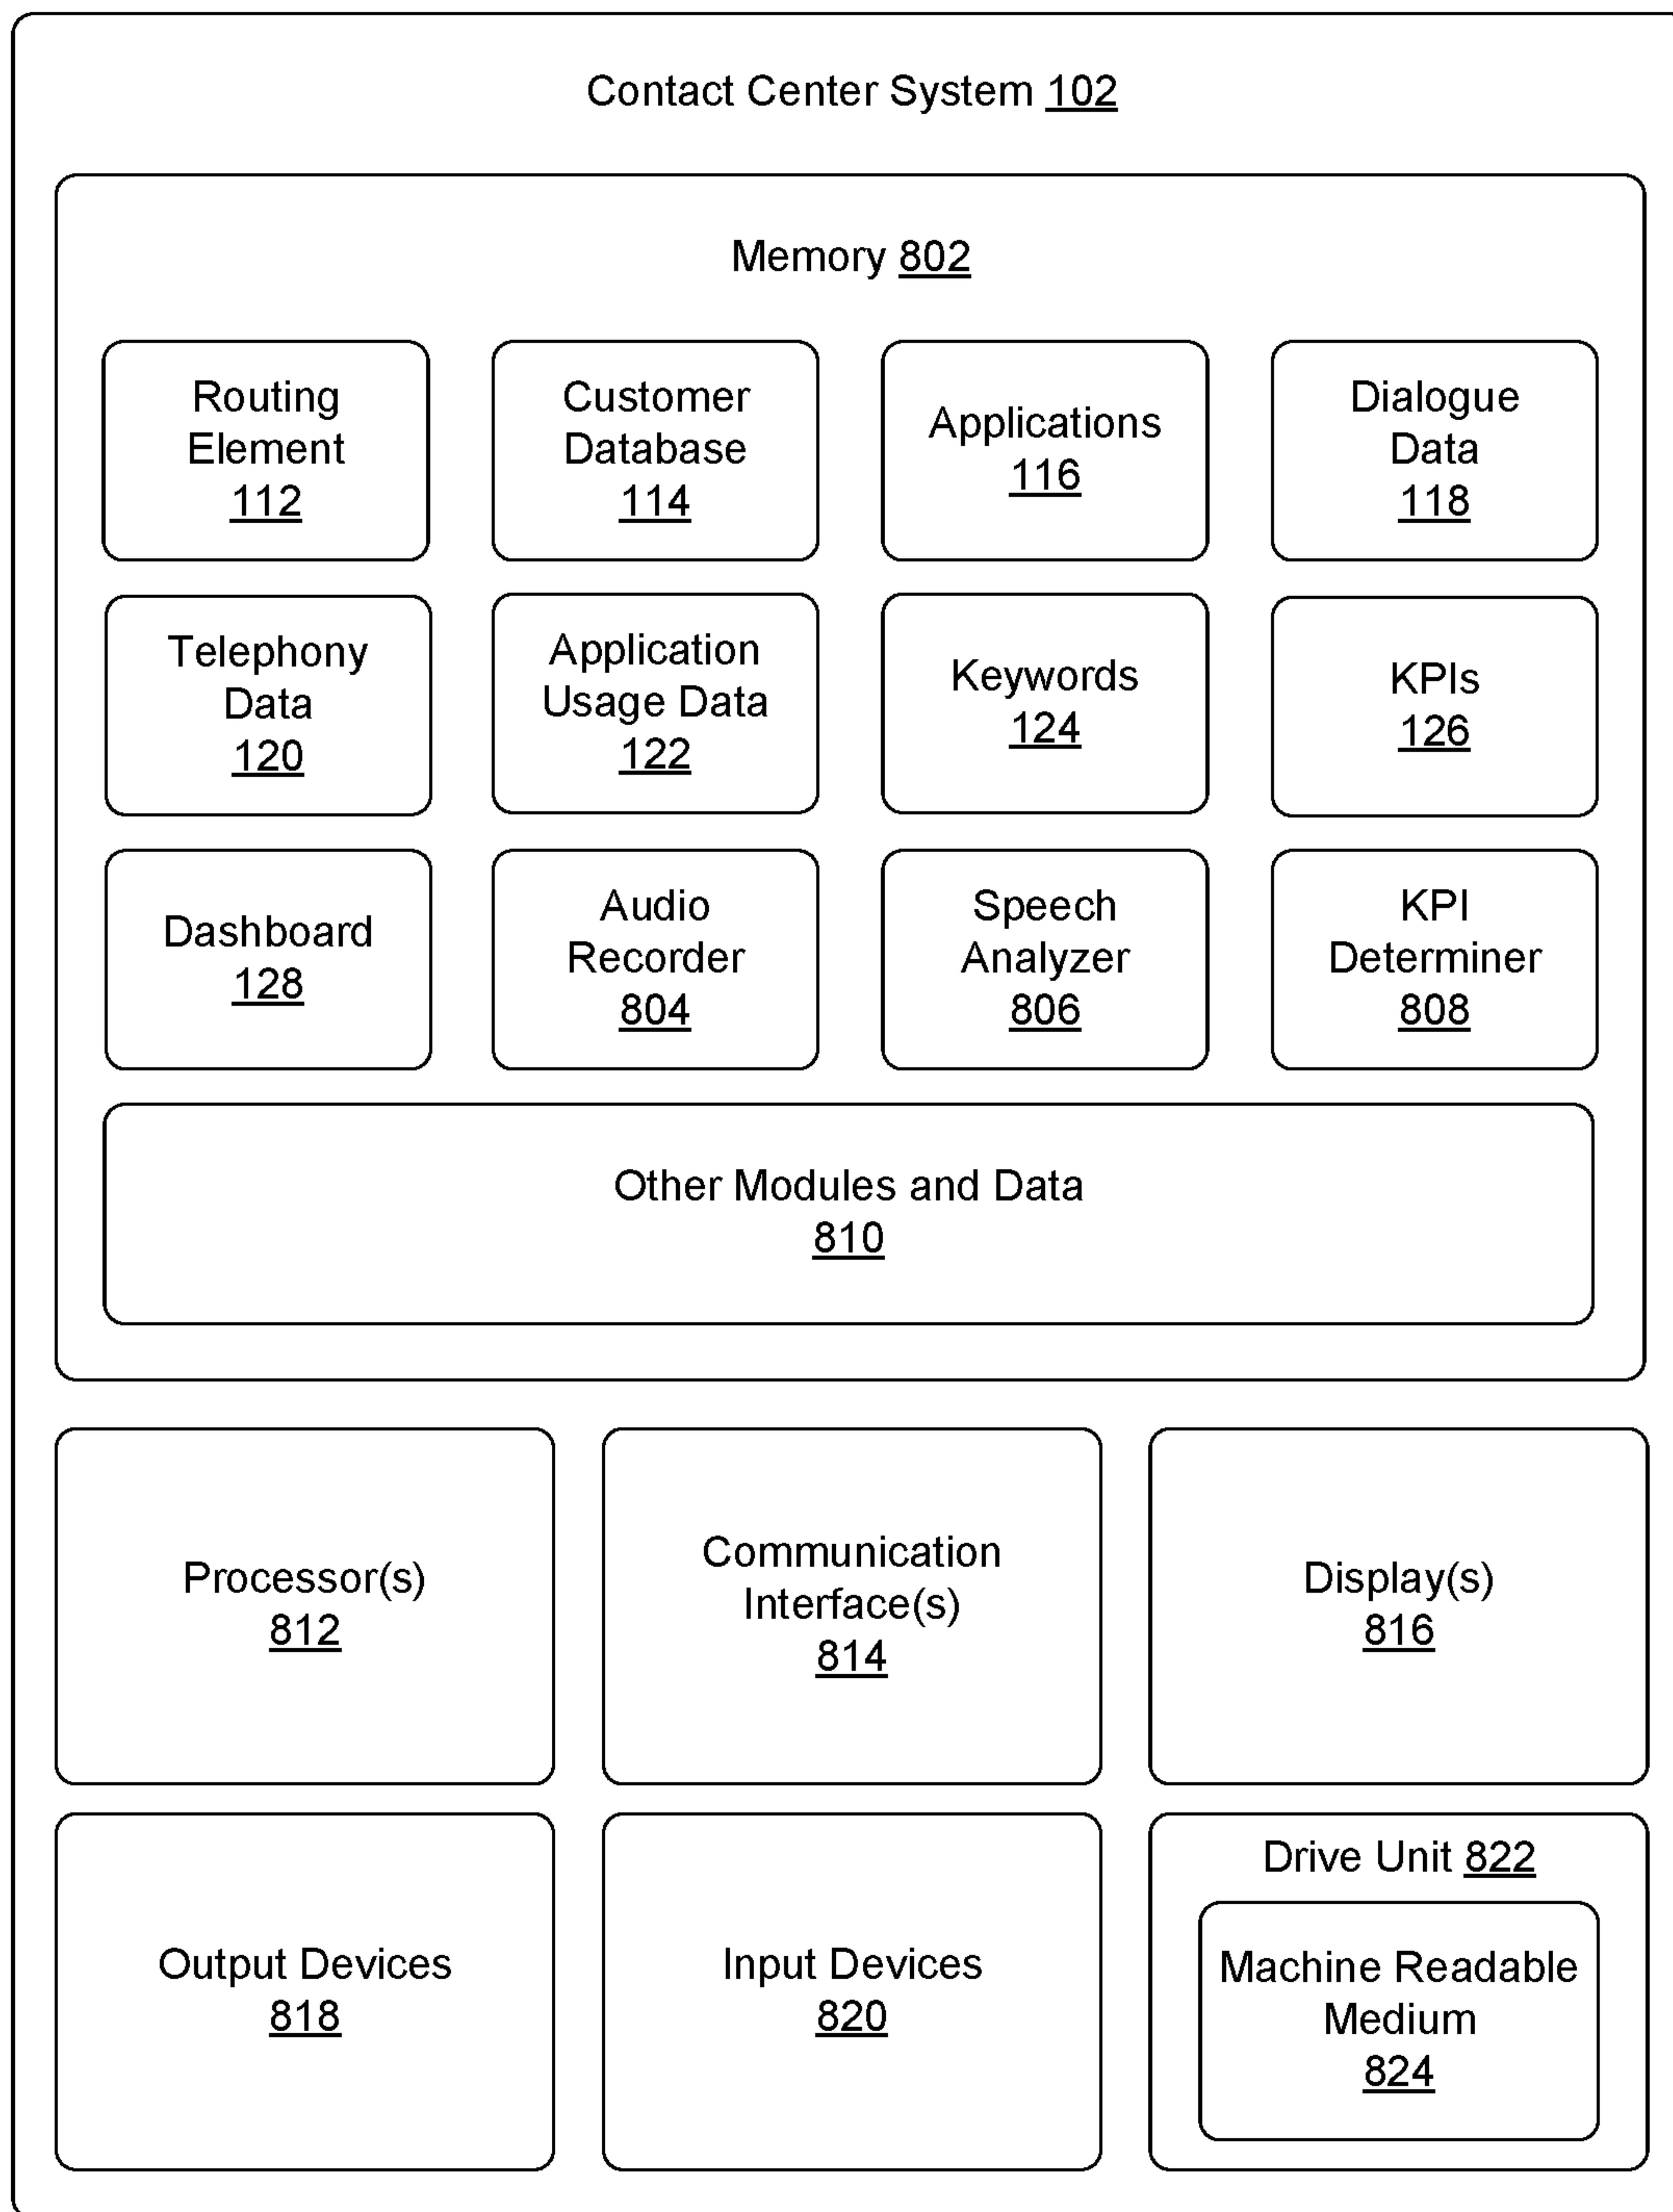 Contact Center System 102
Memory 802
Routing
Element
112
Customer
Database
114
Applications
116
Dialogue
Data
118
Telephony
Data
120
Application
Usage Data
122
Keywords
124
KPIs
126
Dashboard
128
Audio
Recorder
804
Speech
Analyzer
806
KPI
Determiner
808
Other Modules and Data
810
Processor(s)
812
Communication
Interface(s)
814
Display(s)
816
Output Devices
818
Input Devices
820
Drive Unit 822
Machine Readable
Medium
824